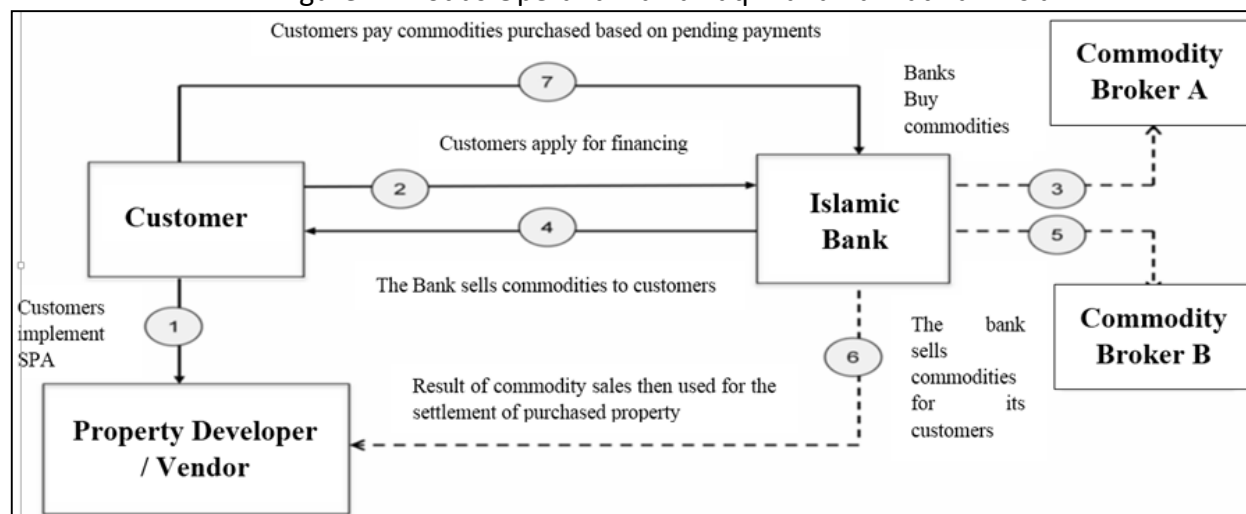 Customers pay commodities purchased based on pending payments
7
Banks
Buy
commodities
Commodity
Broker A
Customers apply for financing
Customer
2
Islamic
Bank
3
4
5
The Bank sells commodities to customers
Customers
implement
SPA
1
6
The bank
sells
commodities
for its
customers
Commodity
Broker B
Result of commodity sales then used for the
settlement of purchased property
Property Developer
/ Vendor